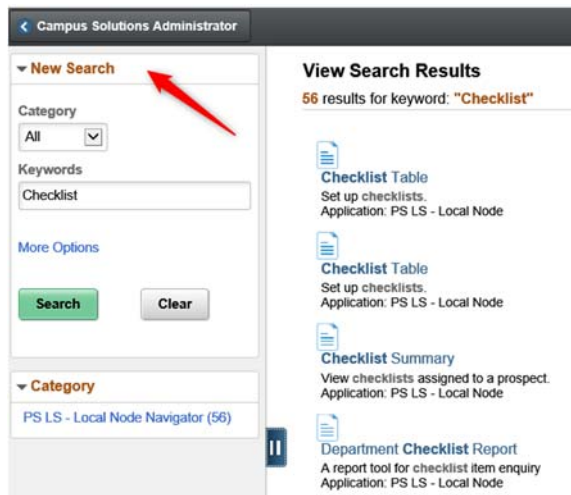 Campus Solutions Administrator
New Search
Category
All
Keywords
Checklist
More Options
Search
Clear
Category
PS LS - Local Node Navigator (56)
View Search Results
56 results for keyword: "Checklist"
Checklist Table
Set up checklists.
Application: PS LS - Local Node
Checklist Table
Set up checklists.
Application: PS LS - Local Node
Checklist Summary
View checklists assigned to a prospect.
Application: PS LS - Local Node
Department Checklist Report
A report tool for checklist item enquiry
Application: PS LS - Local Node